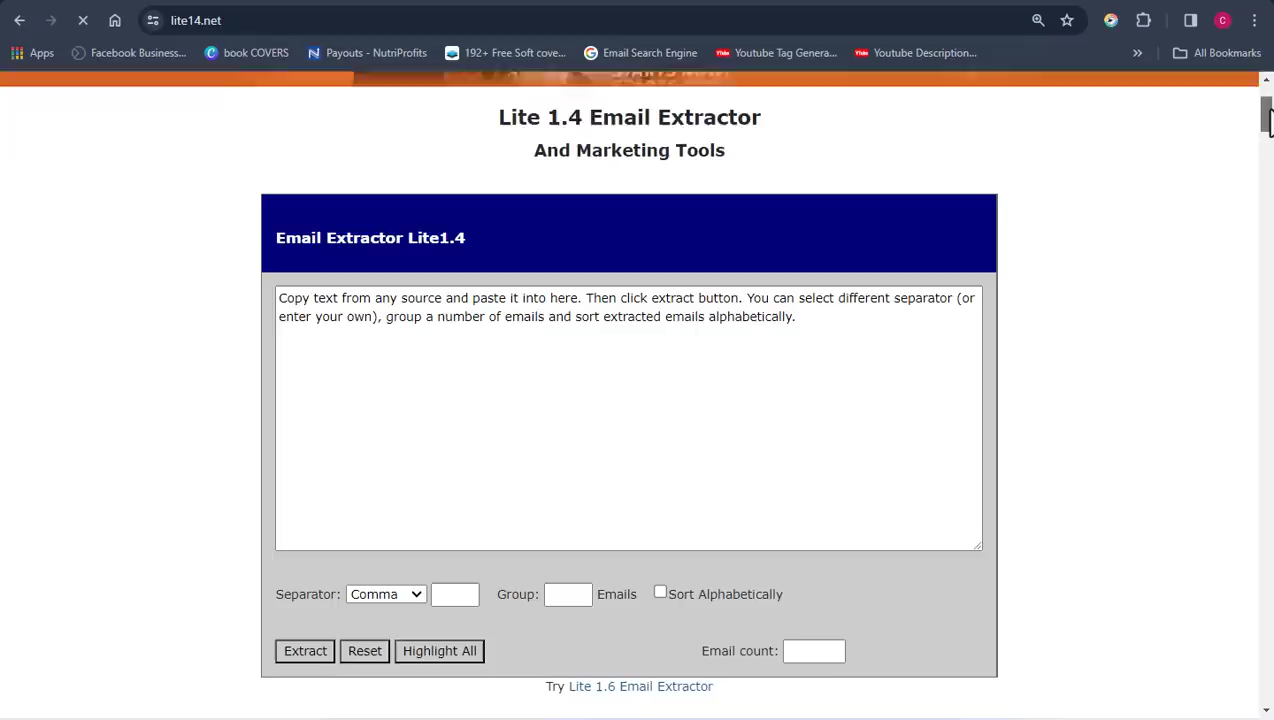 lite14.net
C
Apps
Facebook Business...
book COVERS
Payouts - NutriProfits
192+ Free Soft cove...
Email Search Engine
Youtube Tag Genera...
Youtube Description...
»
All Bookmarks
Lite 1.4 Email Extractor
And Marketing Tools
Email Extractor Lite1.4
Copy text from any source and paste it into here. Then click extract button. You can select different separator (or
enter your own), group a number of emails and sort extracted emails alphabetically.
Separator: Comma Group: Emails Sort Alphabetically
Extract Reset Highlight All Email count:
Try Lite 1.6 Email Extractor